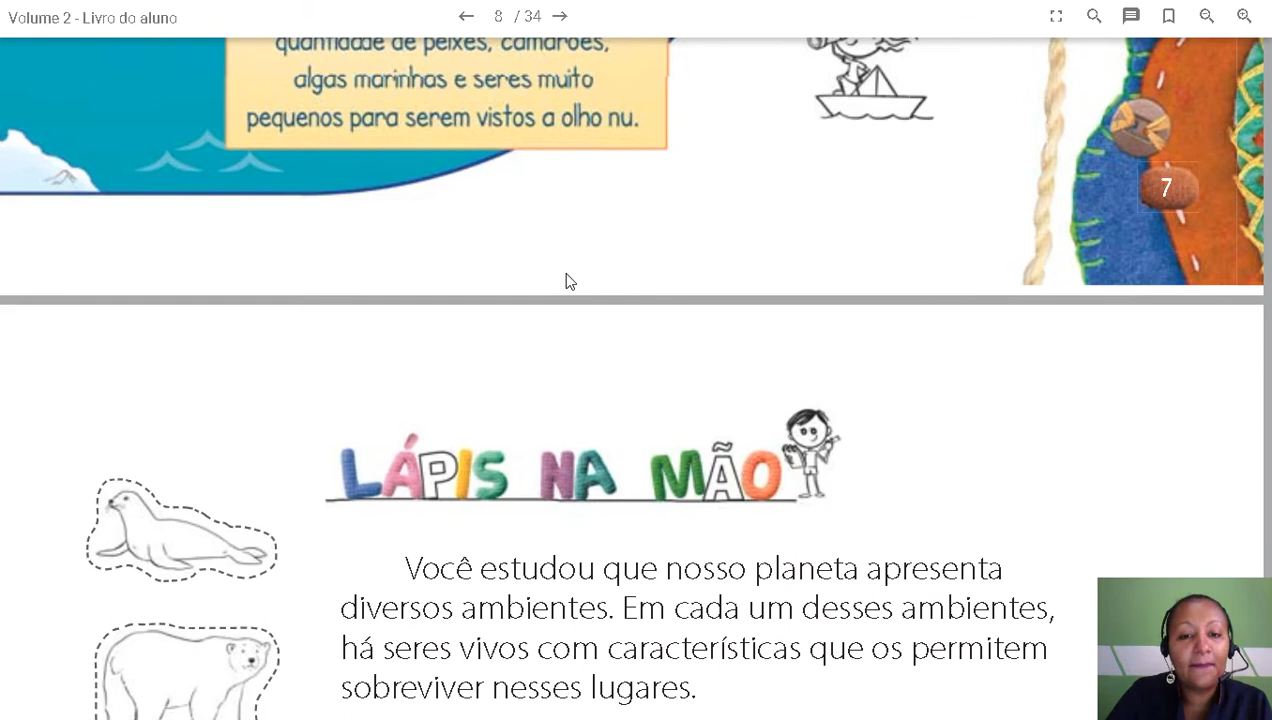 Volume 2 - Livro do aluno
8 / 34
quantidade de peixes, camarões,
algas marinhas e seres muito
pequenos para serem vistos a olho nu.
7
LÁPIS NA MÃO
Você estudou que nosso planeta apresenta
diversos ambientes. Em cada um desses ambientes,
há seres vivos com características que os permitem
sobreviver nesses lugares.